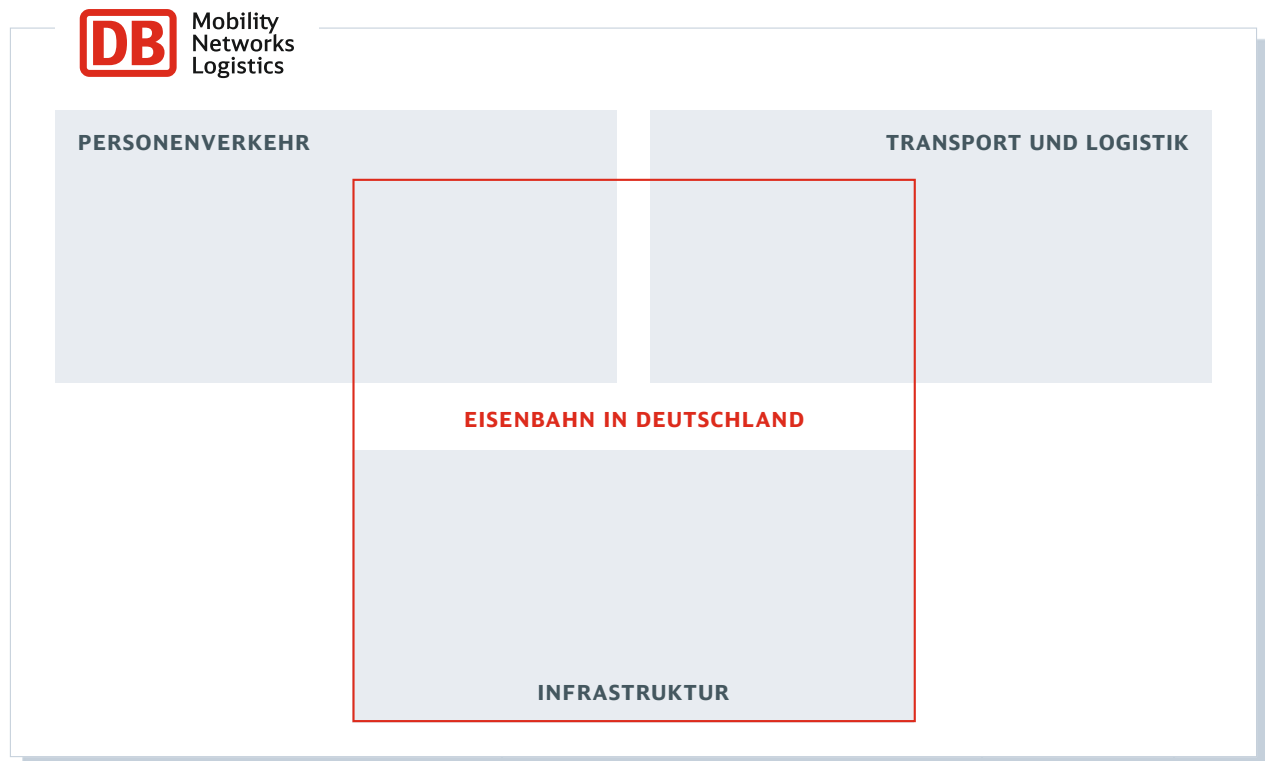 DB
Mobility
Networks
Logistics
PERSONENVERKEHR
TRANSPORT UND LOGISTIK
EISENBAHN IN DEUTSCHLAND
INFRASTRUKTUR